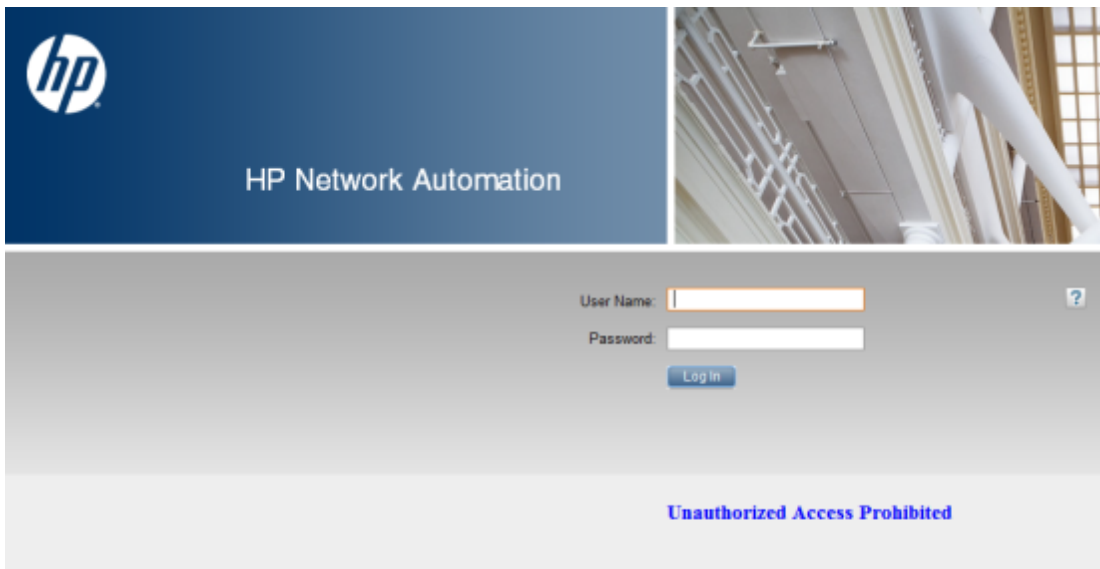 hp
HP Network Automation
User Name:
?
Password:
Log In
Unauthorized Access Prohibited